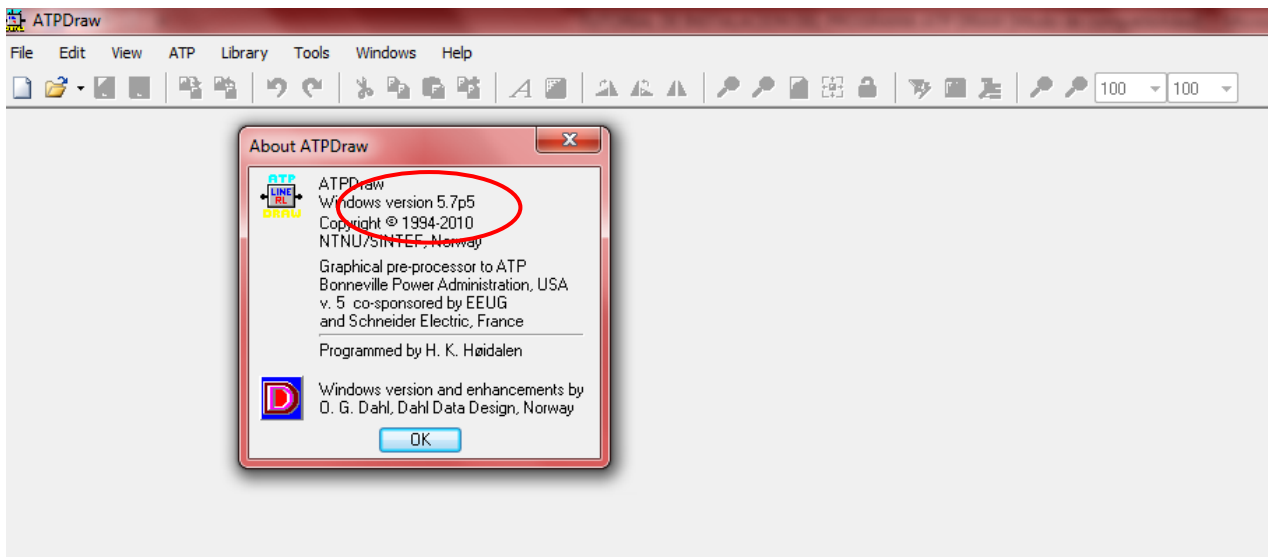 ATPDraw
File Edit View ATP Library Tools Windows Help
100 100
About ATPDraw
ATP
LINE
RL
DRAW
ATPDraw
Windows version 5.7p5
Copyright © 1994-2010
NTNU/SINTEF, Norway
Graphical pre-processor to ATP
Bonneville Power Administration, USA
v. 5 co-sponsored by EEUG
and Schneider Electric, France
Programmed by H. K. Høidalen
D
Windows version and enhancements by
O. G. Dahl, Dahl Data Design, Norway
OK